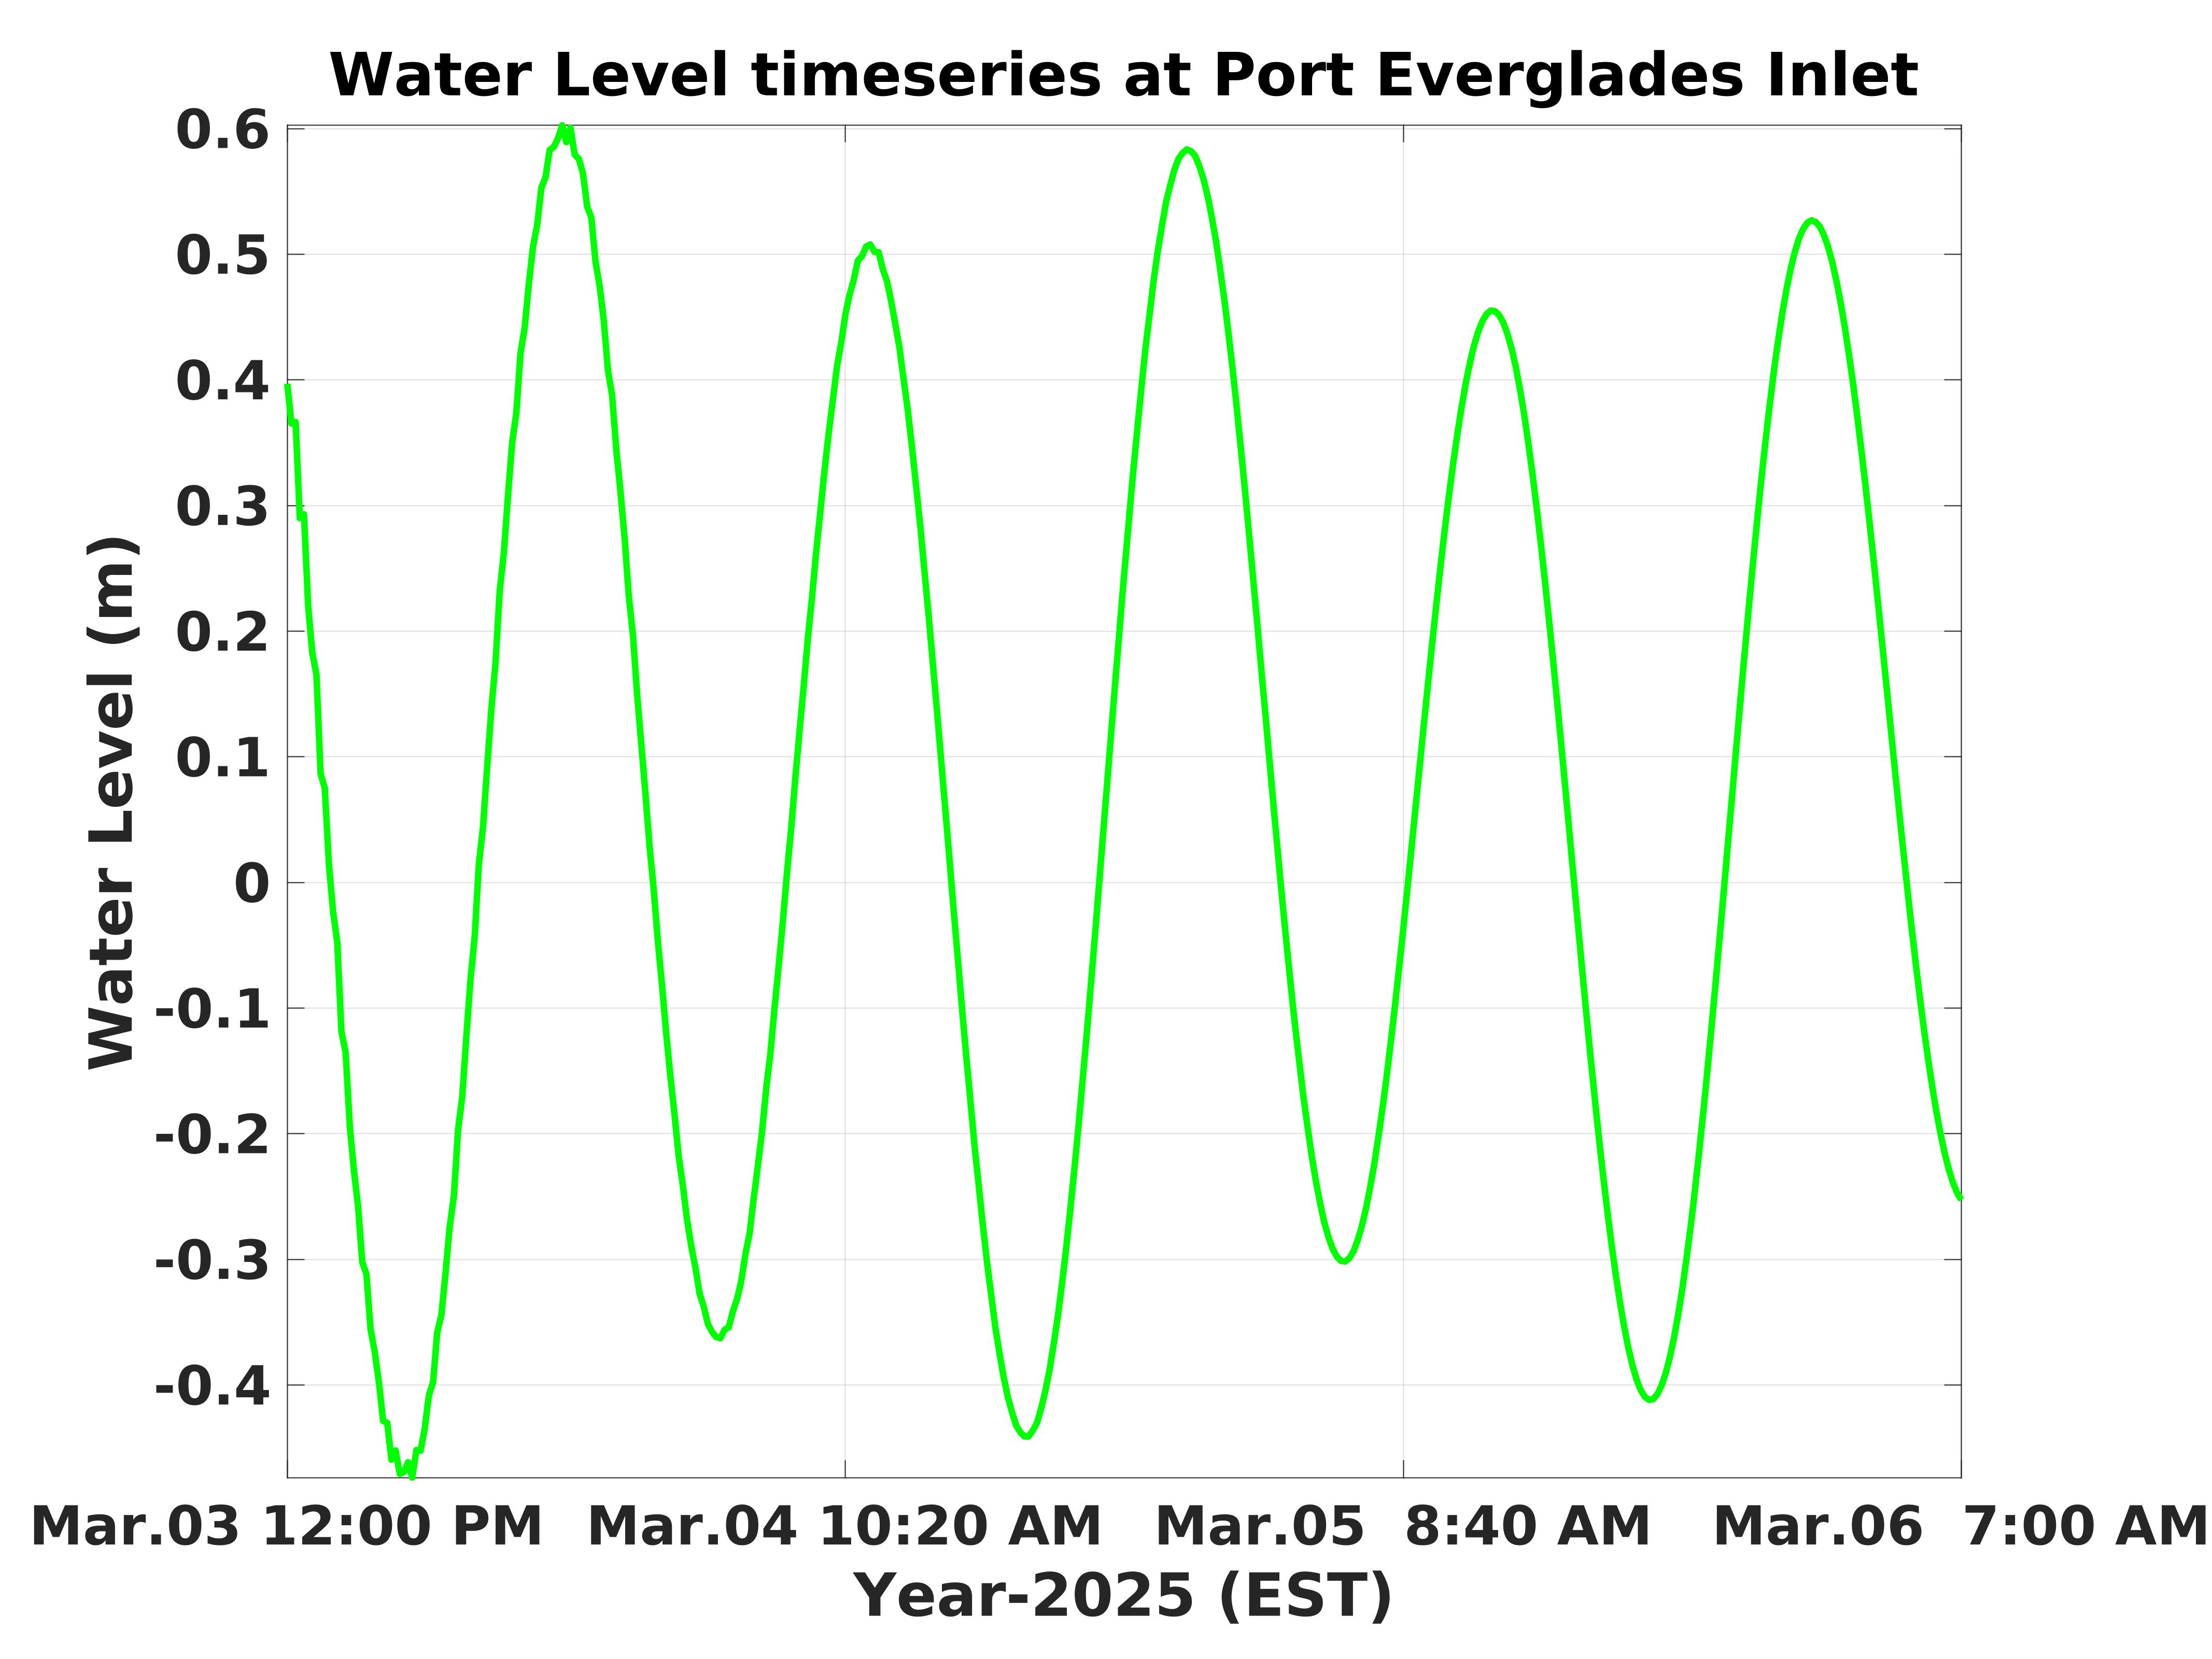 Water Level timeseries at Port Everglades Inlet
0.6
0.5
0.4
0.3
0.2
0.1
0
-0.1
-0.2
-0.3
-0.4
Water Level (m)
Mar.03 12:00 PM Mar.04 10:20 AM Mar.05 8:40 AM Mar.06 7:00 AM
Year-2025 (EST)